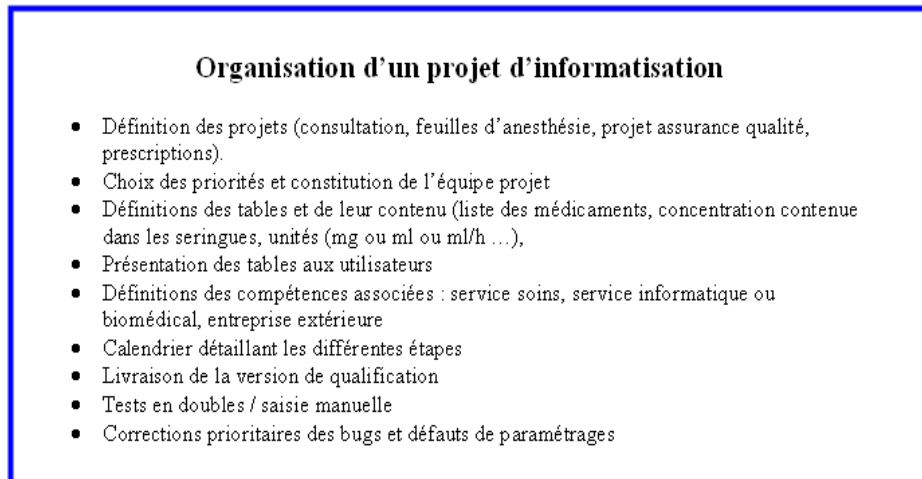 Organisation d’un projet d’informatisation
• Définition des projets (consultation, feuilles d’anesthésie, projet assurance qualité,
prescriptions).
• Choix des priorités et constitution de l’équipe projet
• Définitions des tables et de leur contenu (liste des médicaments, concentration contenue
dans les seringues, unités (mg ou ml ou ml/h …),
• Présentation des tables aux utilisateurs
• Définitions des compétences associées : service soins, service informatique ou
biomédical, entreprise extérieure
• Calendrier détaillant les différentes étapes
• Livraison de la version de qualification
• Tests en doubles / saisie manuelle
• Corrections prioritaires des bugs et défauts de paramétrages